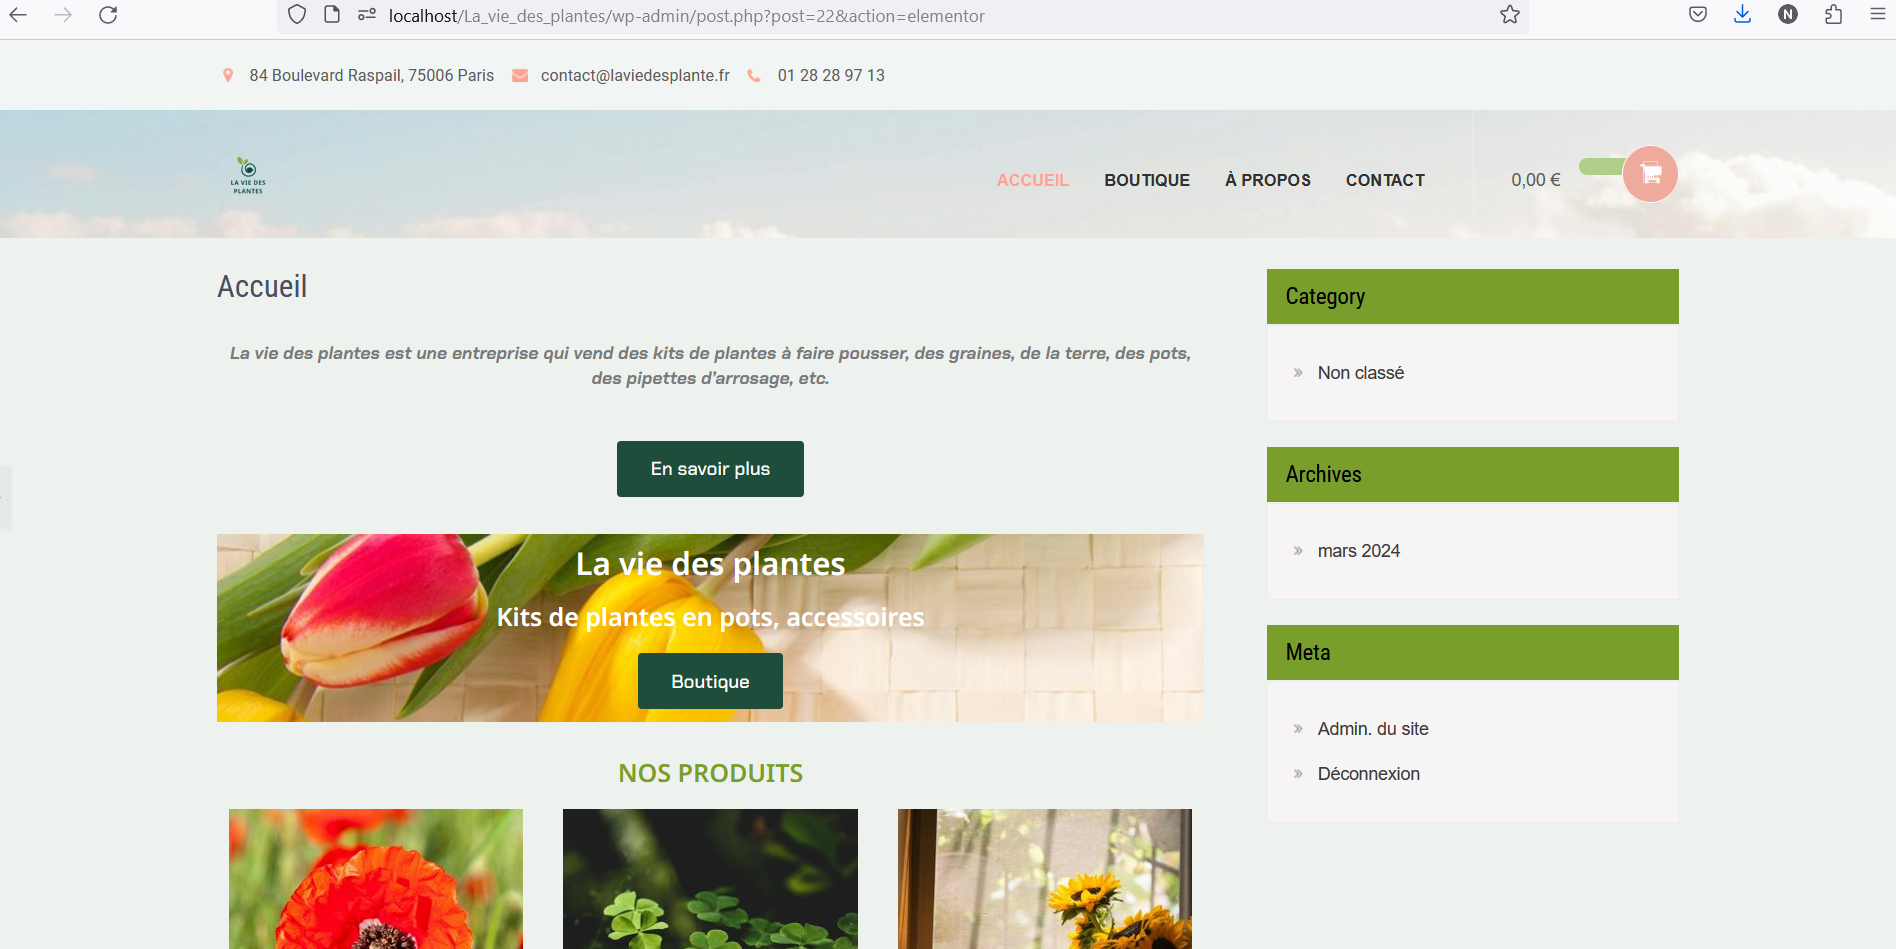 localhost/La_vie_des_plantes/wp-admin/post.php?post=22&action=elementor
N
84 Boulevard Raspail, 75006 Paris contact@laviedesplante.fr 01 28 28 97 13
LA VIE DES
PLANTES
ACCUEIL BOUTIQUE À PROPOS CONTACT 0,00 €
Accueil
La vie des plantes est une entreprise qui vend des kits de plantes à faire pousser, des graines, de la terre, des pots,
des pipettes d'arrosage, etc.
En savoir plus
La vie des plantes
Kits de plantes en pots, accessoires
Boutique
NOS PRODUITS
Category
Non classé
Archives
mars 2024
Meta
Admin. du site
Déconnexion